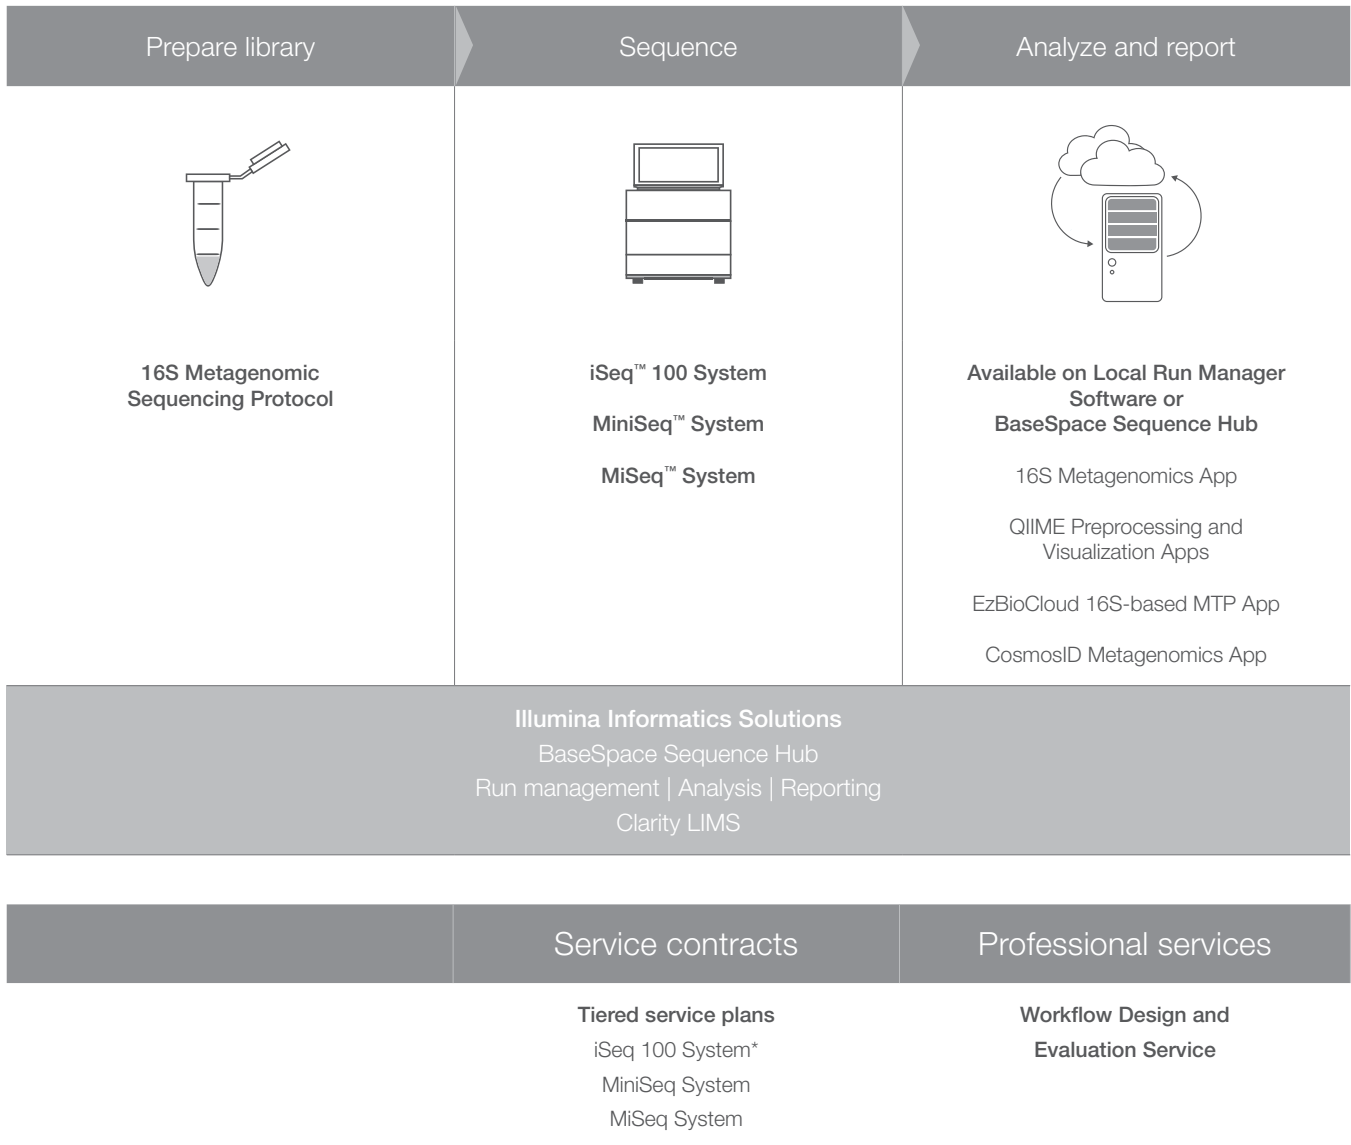 Prepare library
Sequence
Analyze and report
16S Metagenomic
Sequencing Protocol
iSeq™ 100 System
MiniSeq™ System
MiSeq™ System
Available on Local Run Manager
Software or
BaseSpace Sequence Hub
16S Metagenomics App
QIIME Preprocessing and
Visualization Apps
EzBioCloud 16S-based MTP App
CosmosID Metagenomics App
Illumina Informatics Solutions
BaseSpace Sequence Hub
Run management | Analysis | Reporting
Clarity LIMS
Service contracts
Professional services
Tiered service plans
iSeq 100 System*
MiniSeq System
MiSeq System
Workflow Design and
Evaluation Service